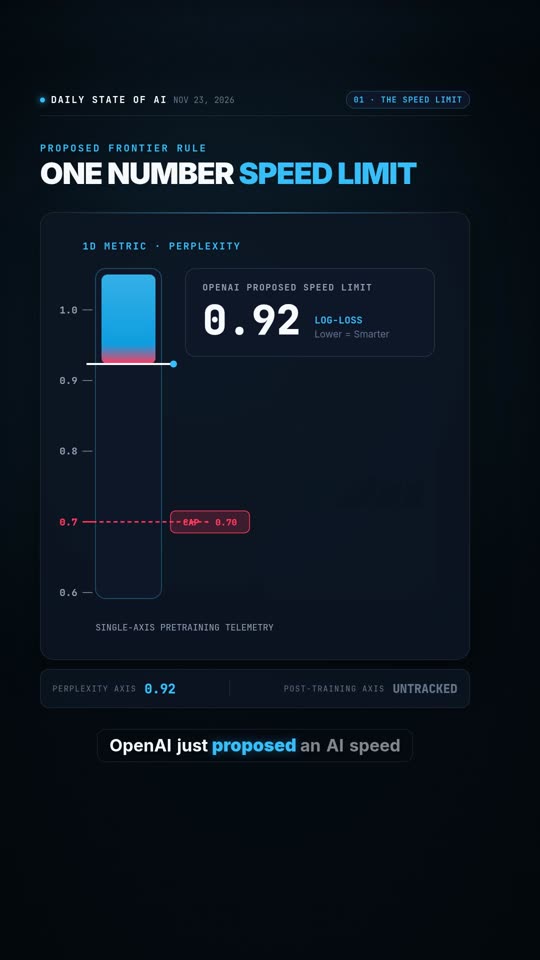 DAILY STATE OF AI NOV 23, 2026
01 · THE SPEED LIMIT
PROPOSED FRONTIER RULE
ONE NUMBER SPEED LIMIT
1D METRIC · PERPLEXITY
OPENAI PROPOSED SPEED LIMIT
0.92
LOG-LOSS
Lower = Smarter
1.0
0.9
0.8
0.7
CAP 0.70
0.6
SINGLE-AXIS PRETRAINING TELEMETRY
PERPLEXITY AXIS 0.92
POST-TRAINING AXIS UNTRACKED
OpenAI just proposed an AI speed